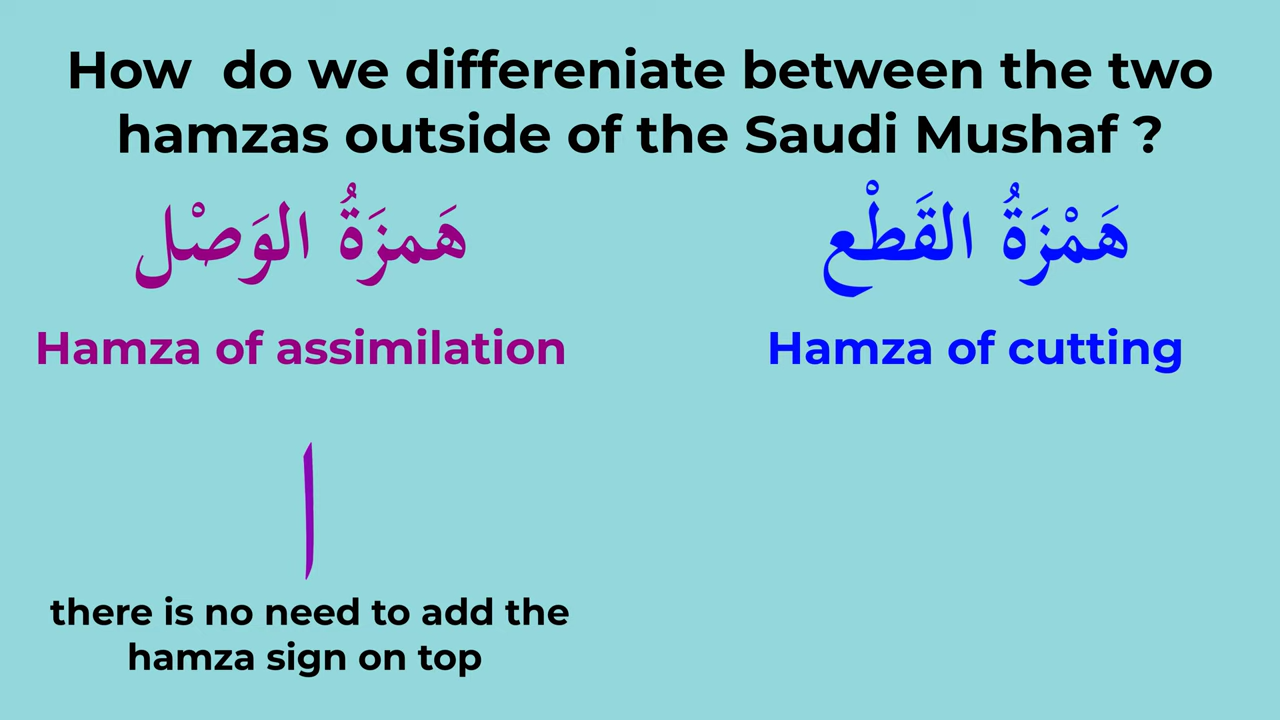 How do we differeniate between the two
hamzas outside of the Saudi Mushaf ?
هَمزَةُ الوَصْل
هَمْزَةُ القَطْع
Hamza of assimilation
Hamza of cutting
ا
there is no need to add the
hamza sign on top